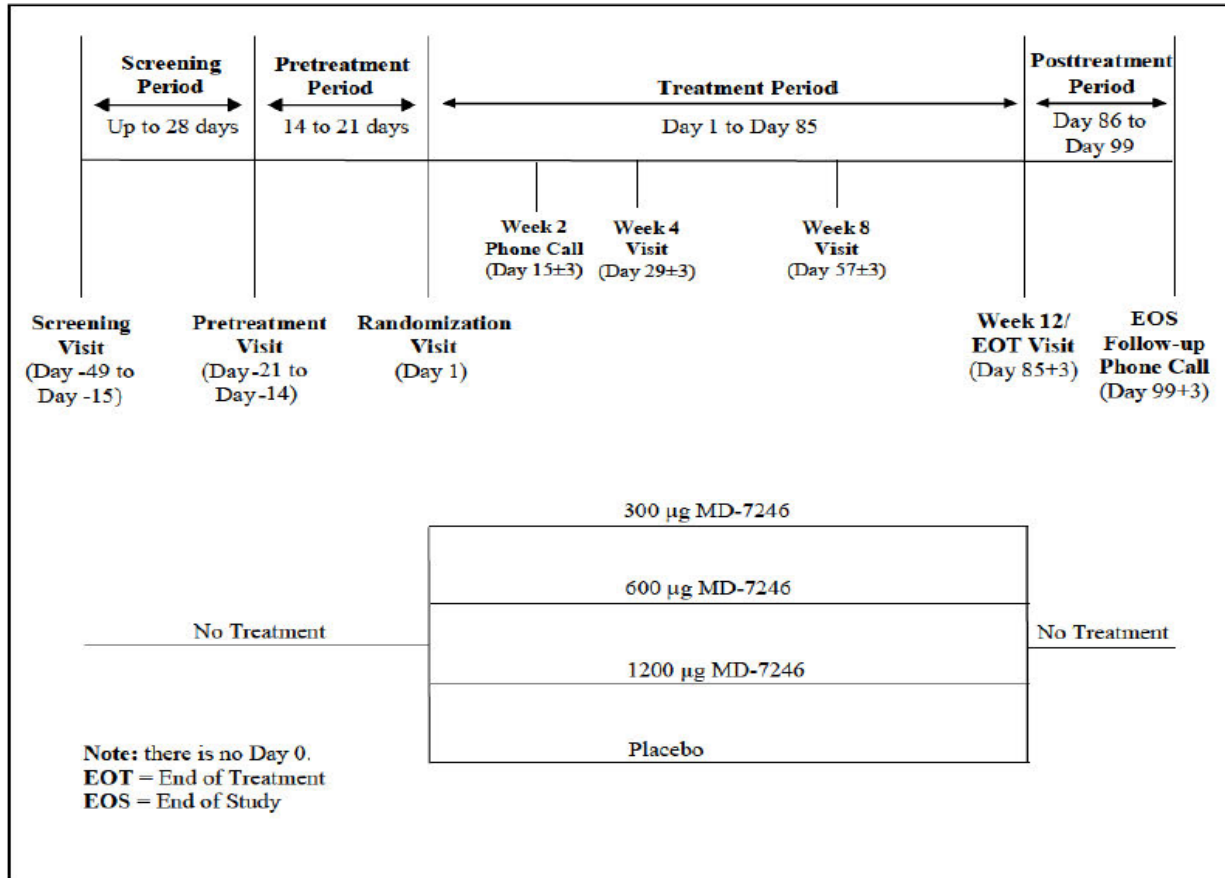 Screening
Period
Up to 28 days
Pretreatment
Period
14 to 21 days
Treatment Period
Day 1 to Day 85
Posttreatment
Period
Day 86 to
Day 99
Week 2
Phone Call
(Day 15±3)
Week 4
Visit
(Day 29±3)
Week 8
Visit
(Day 57±3)
Screening
Visit
(Day -49 to
Day -15)
Pretreatment
Visit
(Day-21 to
Day-14)
Randomization
Visit
(Day 1)
Week 12/
EOT Visit
(Day 85+3)
EOS
Follow-up
Phone Call
(Day 99+3)
300 µg MD-7246
600 µg MD-7246
No Treatment
No Treatment
1200 µg MD-7246
Placebo
Note: there is no Day 0.
EOT = End of Treatment
EOS = End of Study